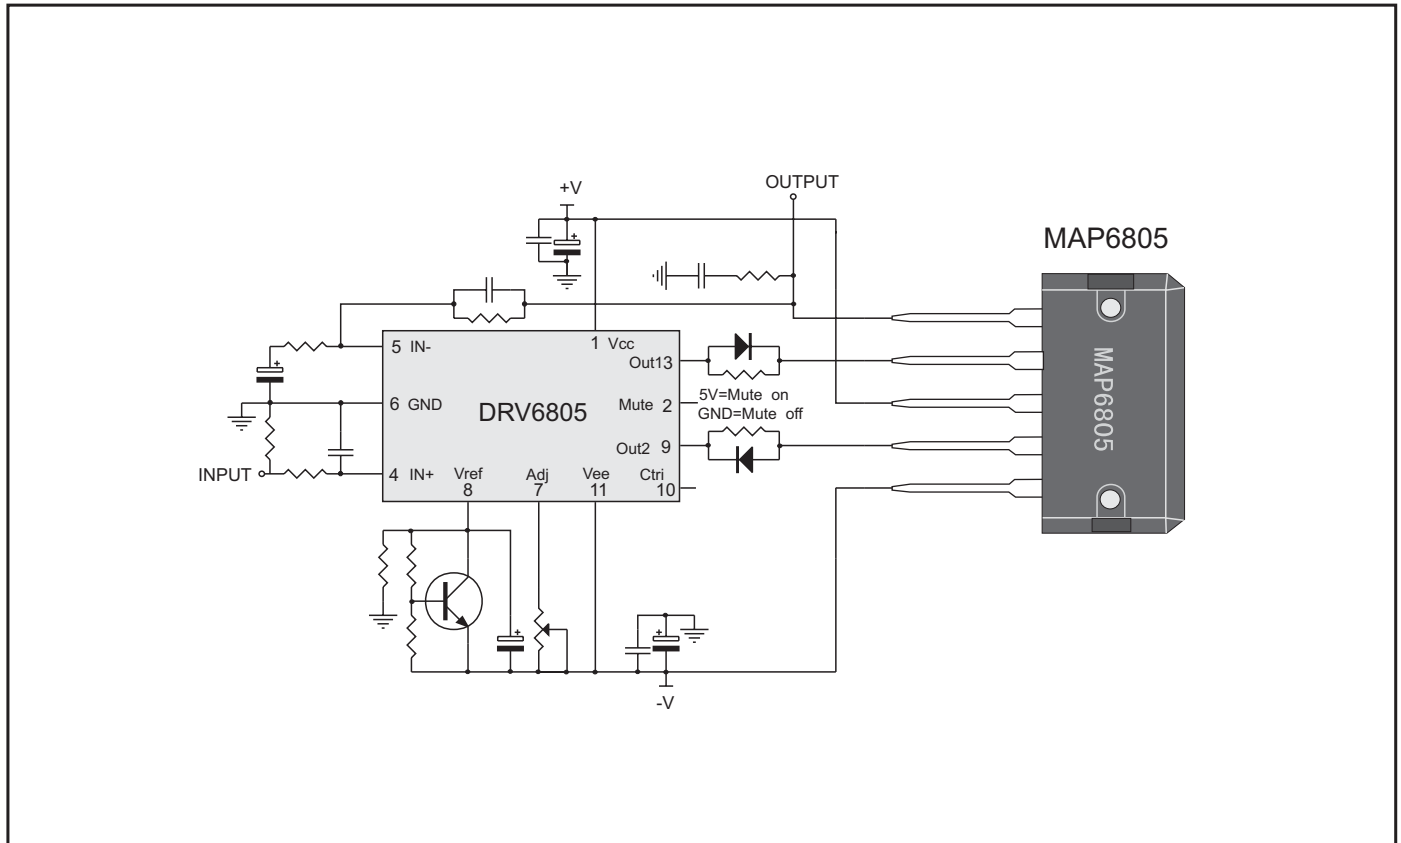 +V
OUTPUT
MAP6805
5 IN-
1 Vcc
Out13
6 GND
DRV6805
Mute 2
5V=Mute on
GND=Mute off
Out2 9
INPUT
4 IN+
Vref
8
Adj
7
Vee
11
Ctri
10
MAP6805
+
+
+
+
-V